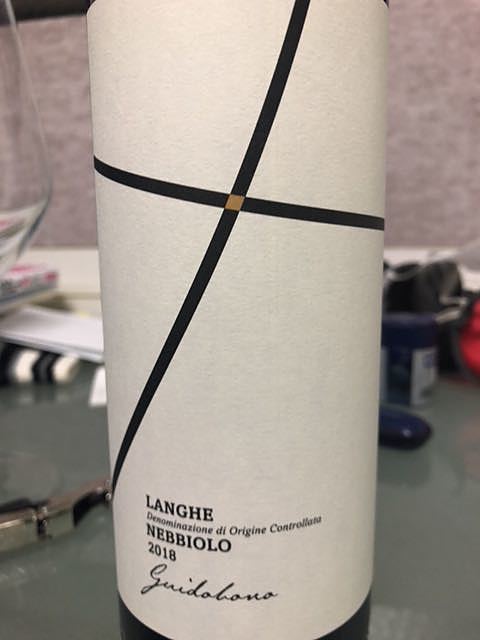 LANGHE
Denominazione di Origine Controllata
NEBBIOLO
2018
Guidobono